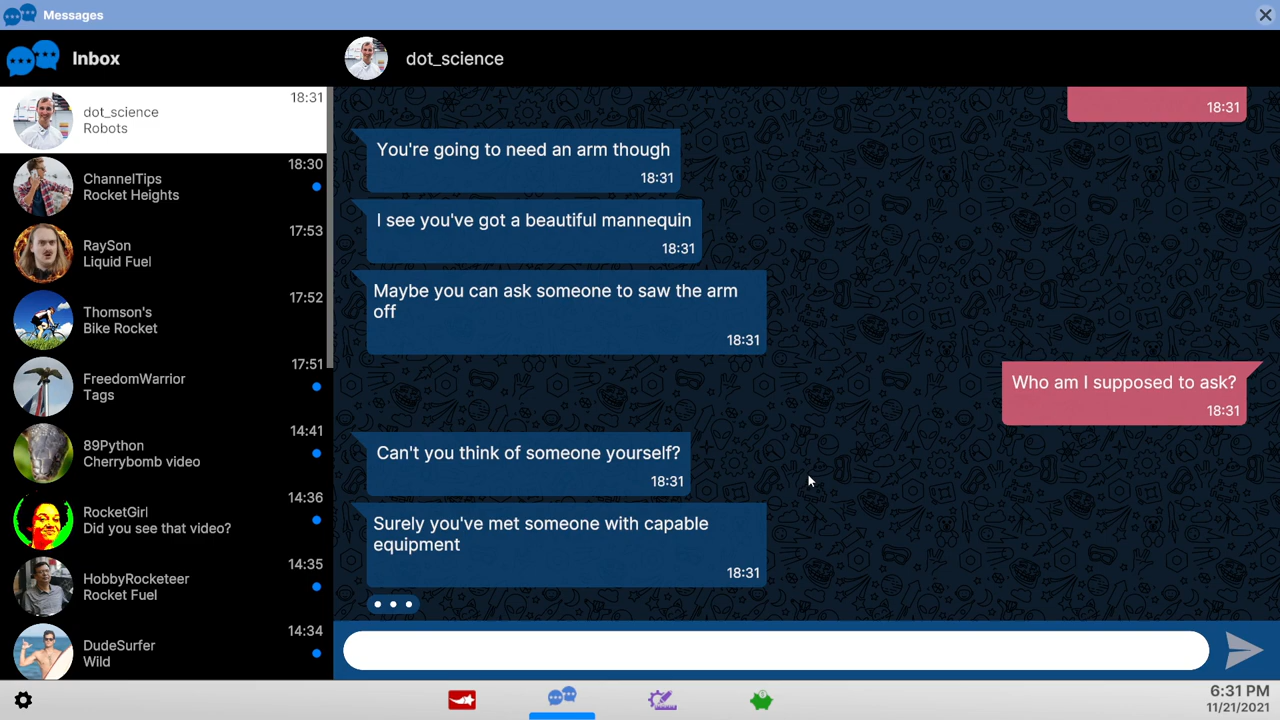 Messages
Inbox
dot_science
18:31
dot_science
Robots
18:30
ChannelTips
Rocket Heights
17:53
RaySon
Liquid Fuel
17:52
Thomson's
Bike Rocket
17:51
FreedomWarrior
Tags
14:41
89Python
Cherrybomb video
14:36
RocketGirl
Did you see that video?
14:35
HobbyRocketeer
Rocket Fuel
14:34
DudeSurfer
Wild
18:31
You're going to need an arm though
18:31
I see you've got a beautiful mannequin
18:31
Maybe you can ask someone to saw the arm
off
18:31
Who am I supposed to ask?
18:31
Can't you think of someone yourself?
18:31
Surely you've met someone with capable
equipment
18:31
6:31 PM
11/21/2021